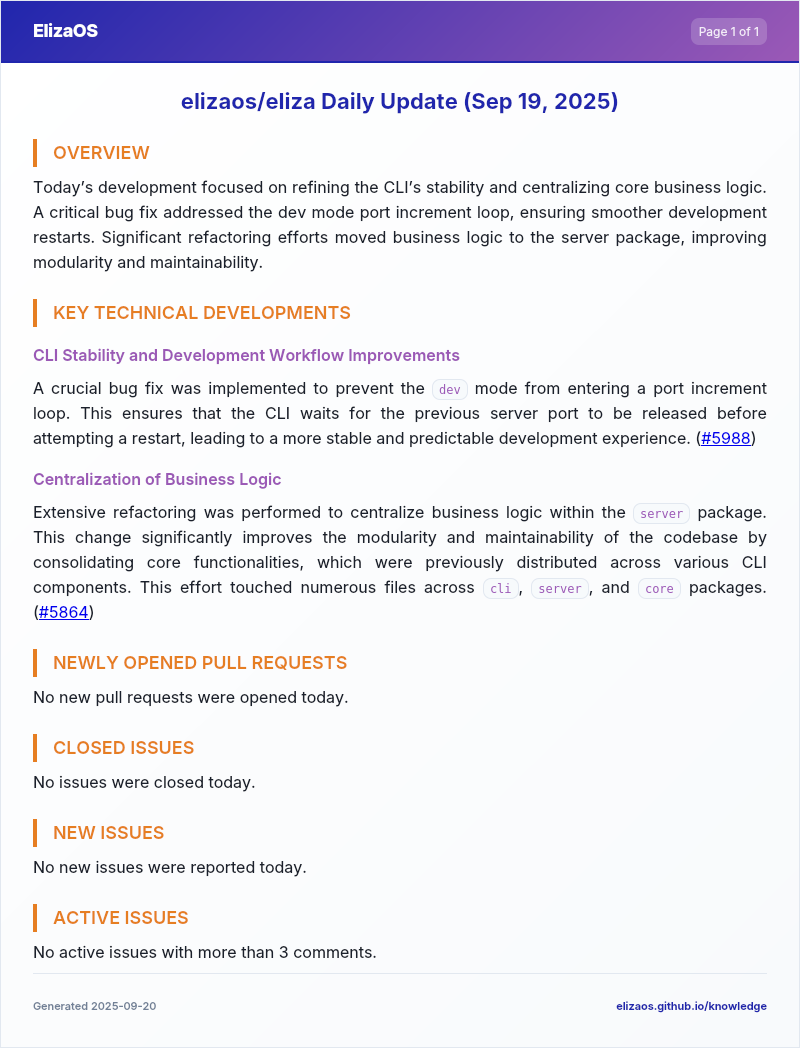 ElizaOS
Page 1 of 1
elizaos/eliza Daily Update (Sep 19, 2025)
OVERVIEW
Today's development focused on refining the CLI's stability and centralizing core business logic.
A critical bug fix addressed the dev mode port increment loop, ensuring smoother development
restarts. Significant refactoring efforts moved business logic to the server package, improving
modularity and maintainability.
KEY TECHNICAL DEVELOPMENTS
CLI Stability and Development Workflow Improvements
A crucial bug fix was implemented to prevent the dev mode from entering a port increment
loop. This ensures that the CLI waits for the previous server port to be released before
attempting a restart, leading to a more stable and predictable development experience. (#5988)
Centralization of Business Logic
Extensive refactoring was performed to centralize business logic within the server package.
This change significantly improves the modularity and maintainability of the codebase by
consolidating core functionalities, which were previously distributed across various CLI
components. This effort touched numerous files across cli, server, and core packages.
(#5864)
NEWLY OPENED PULL REQUESTS
No new pull requests were opened today.
CLOSED ISSUES
No issues were closed today.
NEW ISSUES
No new issues were reported today.
ACTIVE ISSUES
No active issues with more than 3 comments.
Generated 2025-09-20
elizaos.github.io/knowledge